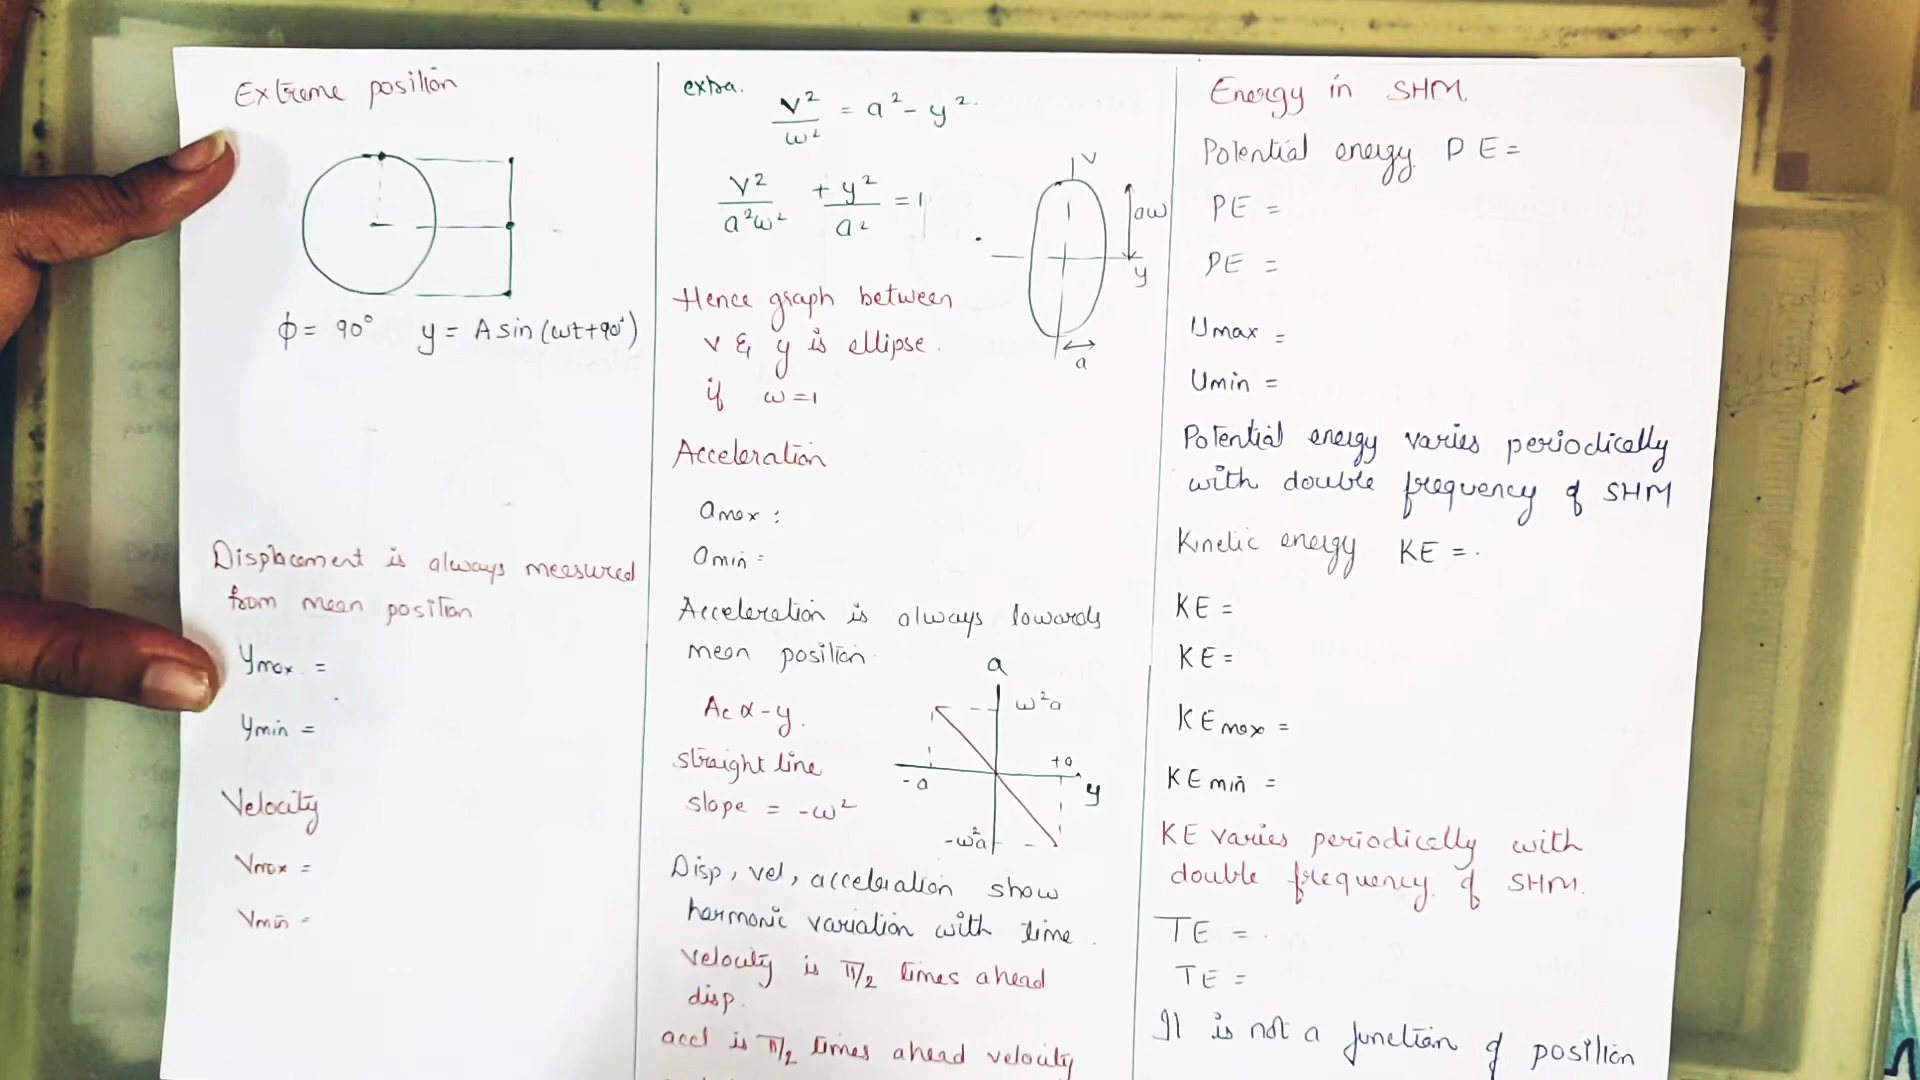 Extreme position
φ = 90° y = A sin (ωt+90°)
Displacement is always measured
from mean position
ymax =
ymin =
Velocity
Vmax =
Vmin =
extra.
V²/ω² = a² - y²
V²/a²ω² + y²/a² = 1
V
aω
y
a
Hence graph between
v & y is ellipse.
if ω = 1
Acceleration
amax :
amin =
Acceleration is always towards
mean position
a
Ac α - y.
ω²a
straight line
-a
+a
y
slope = -ω²
-ω²a
Disp, vel, acceleration show
harmonic variation with time.
velocity is π/2 times ahead
disp.
accl is π/2 times ahead velocity
Energy in SHM
Potential energy PE =
PE =
PE =
Umax =
Umin =
Potential energy varies periodically
with double frequency of SHM
Kinetic energy KE =
KE =
KE =
KEmax =
KEmin =
KE varies periodically with
double frequency of SHM.
TE =
TE =
It is not a function of position